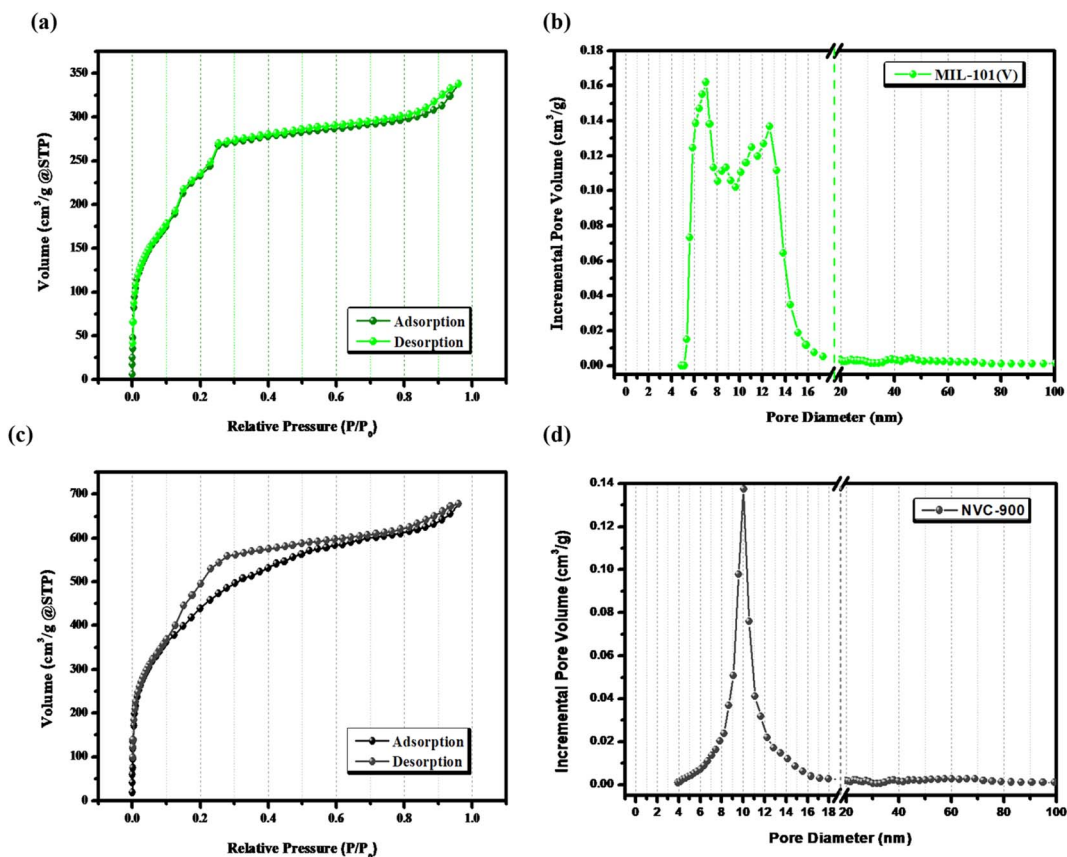 (a)
350
300
250
200
150
100
50
0
Volume (cm³/g @STP)
0.0 0.2 0.4 0.6 0.8 1.0
Relative Pressure (P/P₀)
Adsorption
Desorption
(b)
0.18
0.16
0.14
0.12
0.10
0.08
0.06
0.04
0.02
0.00
Incremental Pore Volume (cm³/g)
0 2 4 6 8 10 12 14 16 18 20 40 60 80 100
Pore Diameter (nm)
MIL-101(V)
(c)
700
600
500
400
300
200
100
0
Volume (cm³/g @STP)
0.0 0.2 0.4 0.6 0.8 1.0
Relative Pressure (P/P₀)
Adsorption
Desorption
(d)
0.14
0.12
0.10
0.08
0.06
0.04
0.02
0.00
Incremental Pore Volume (cm³/g)
0 2 4 6 8 10 12 14 16 18 20 40 60 80 100
Pore Diameter (nm)
NVC-900